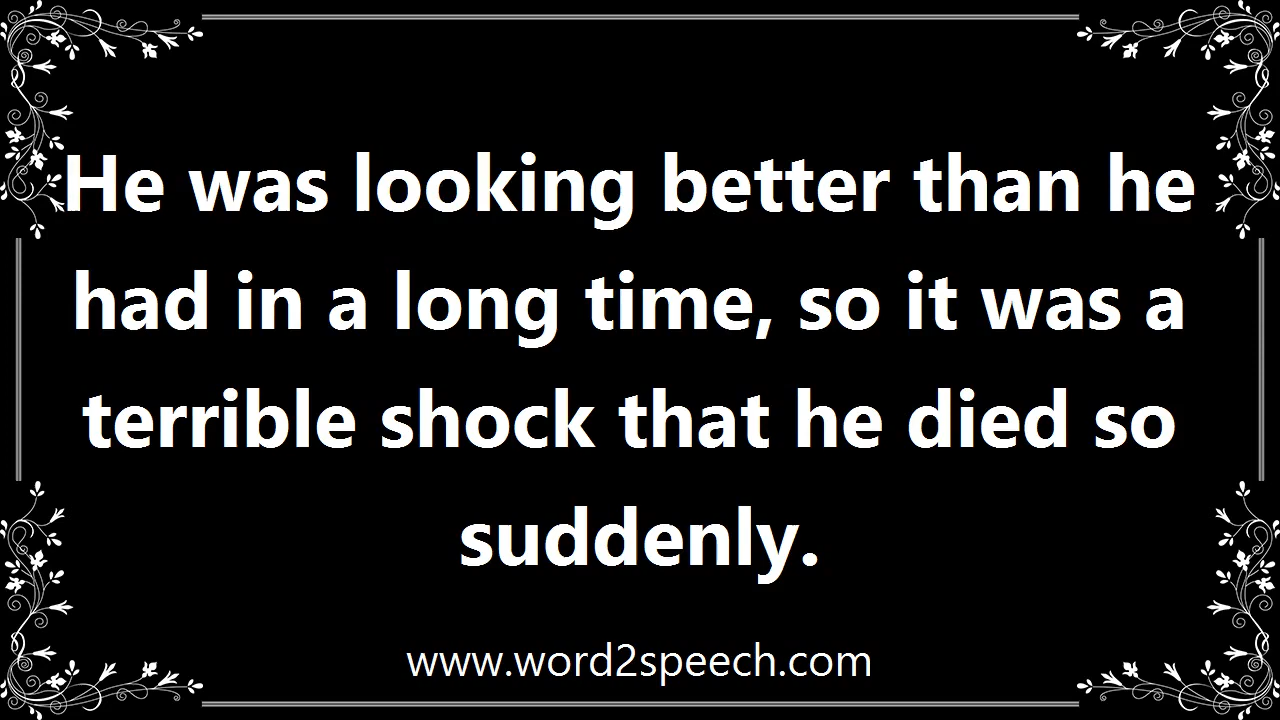 He was looking better than he
had in a long time, so it was a
terrible shock that he died so
suddenly.
www.word2speech.com